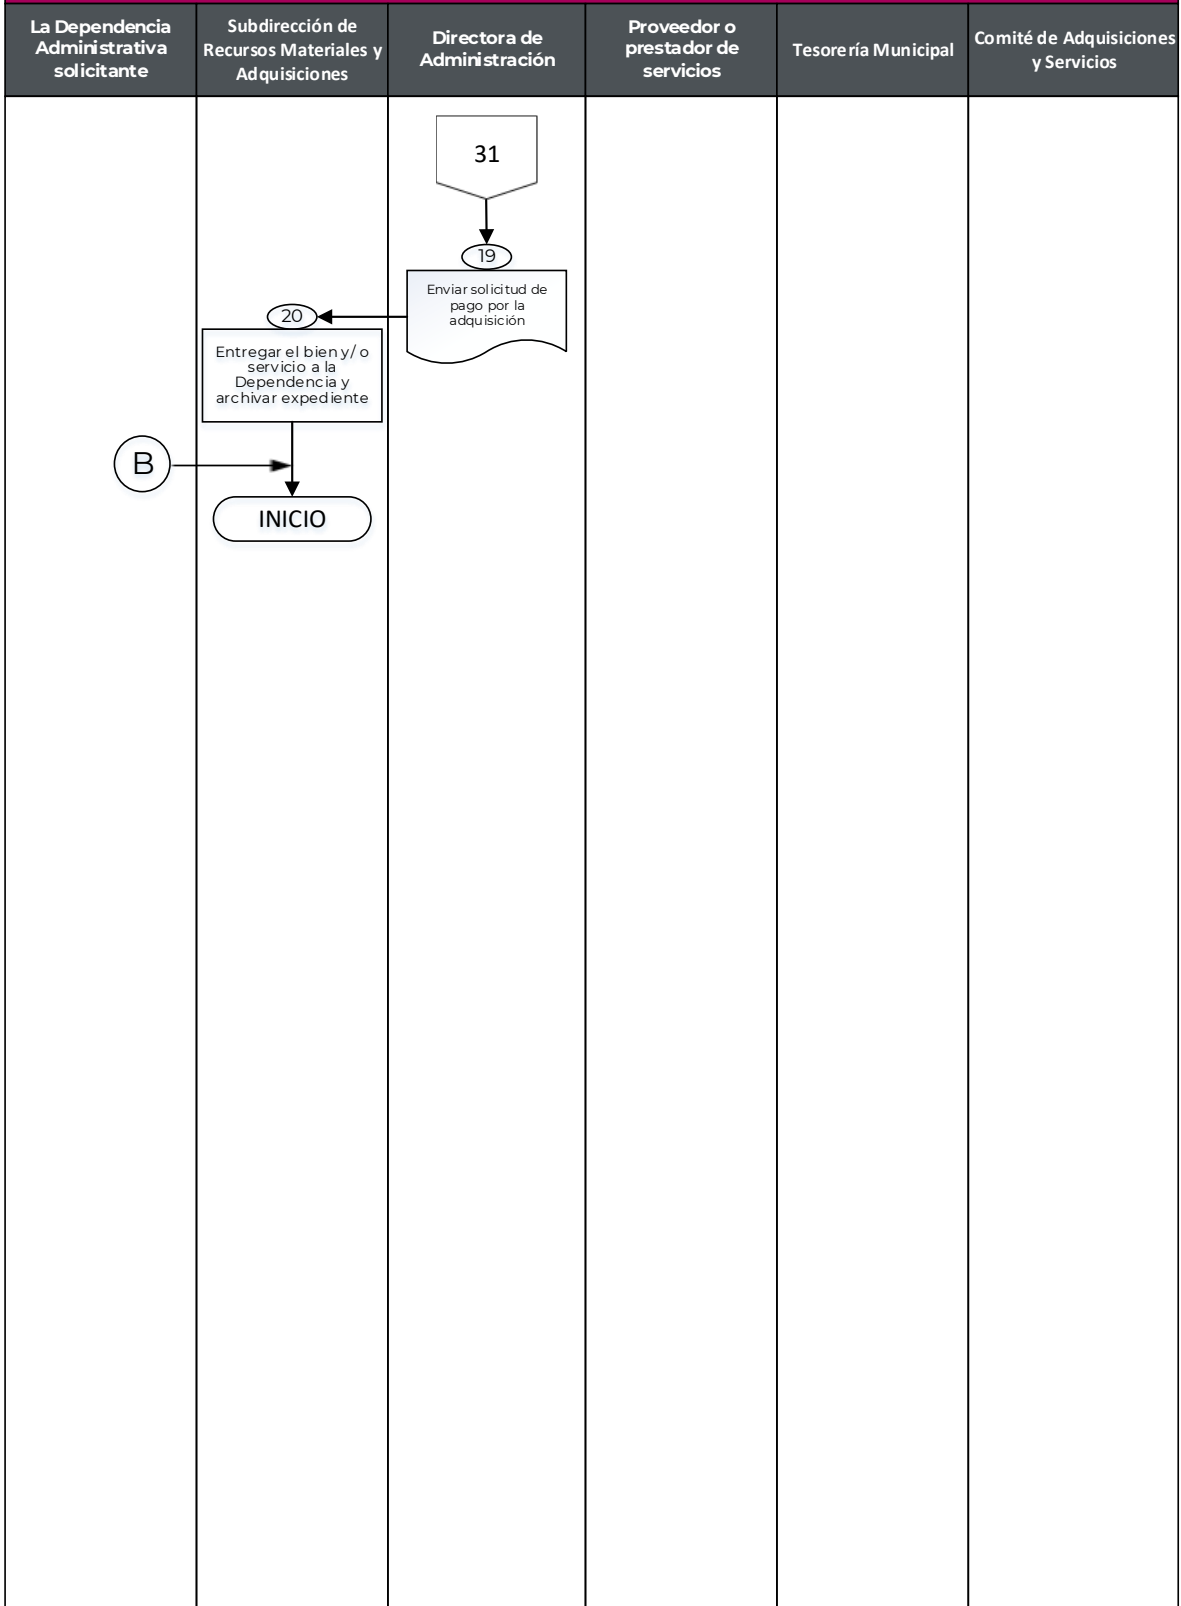 La Dependencia
Administrativa
solicitante
Subdirección de
Recursos Materiales y
Adquisiciones
Directora de
Administración
Proveedor o
prestador de
servicios
Tesorería Municipal
Comité de Adquisiciones
y Servicios
31
19
Enviar solicitud de
pago por la
adquisición
20
Entregar el bien y/o
servicio a la
Dependencia y
archivar expediente
B
INICIO